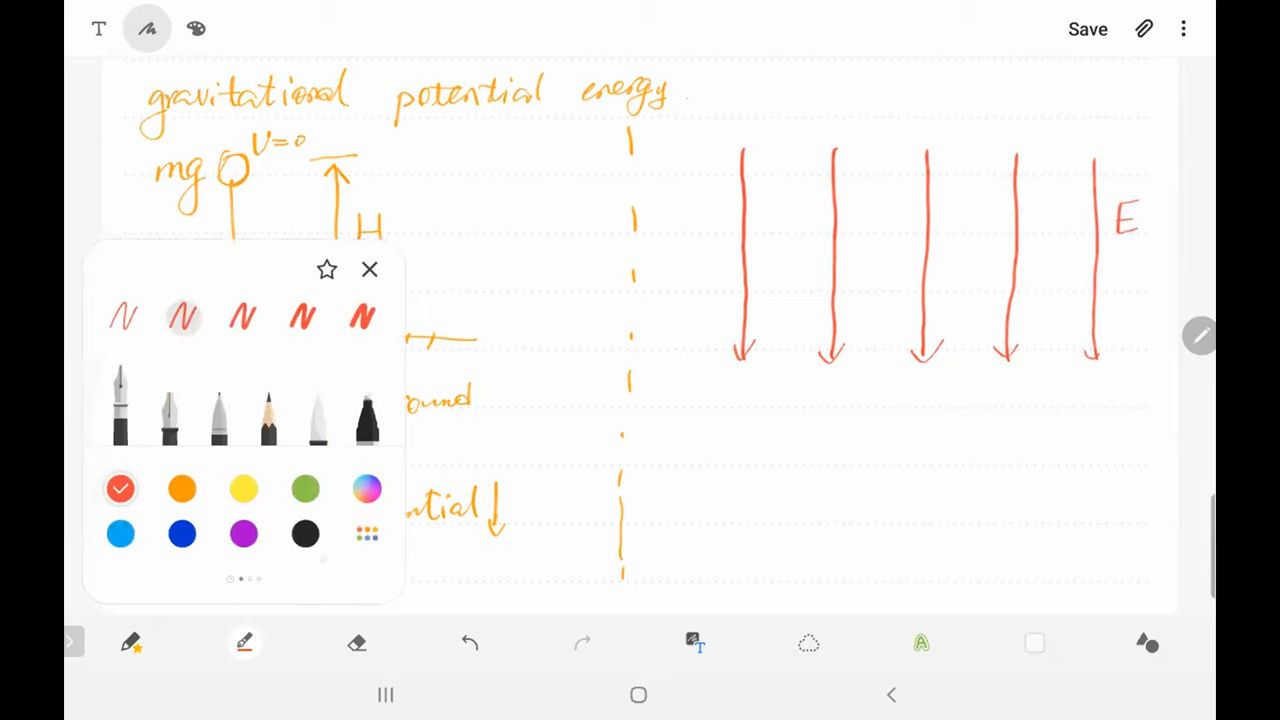 T
Save
gravitational potential energy
mg V=0
H
E
ound
ntial ↓